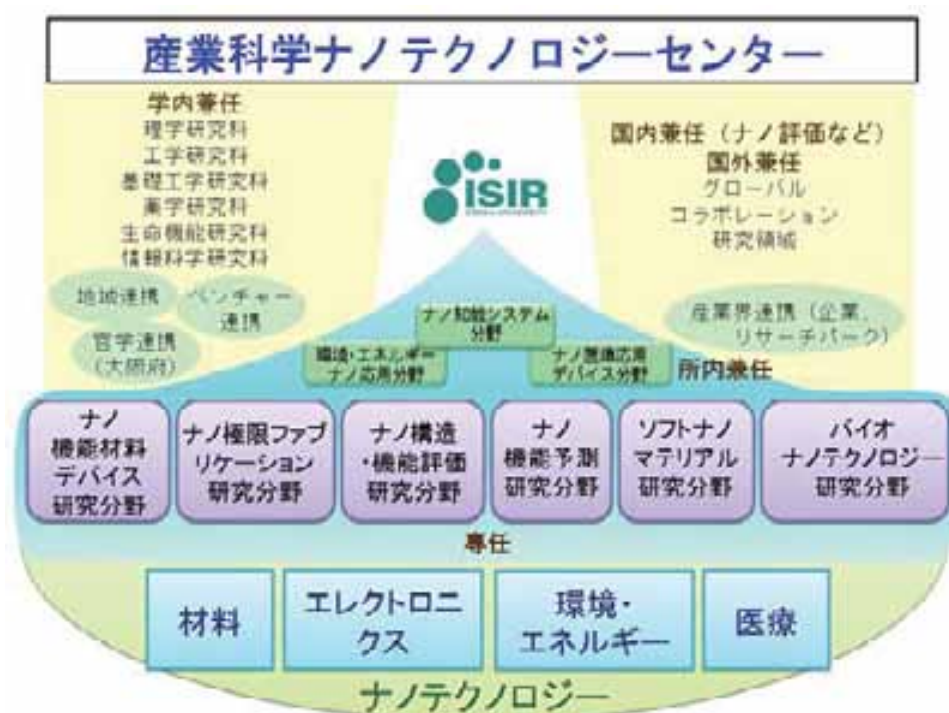 産業科学ナノテクノロジーセンター
学内兼任
理学研究科
工学研究科
基礎工学研究科
薬学研究科
生命機能研究科
情報科学研究科
地域連携
ベンチャー
連携
官学連携
(大阪府)
ISIR
国内兼任（ナノ評価など）
国外兼任
グローバル
コラボレーション
研究領域
産業界連携（企業、
リサーチパーク）
ナノ知能システム
分野
環境・エネルギー
ナノ応用分野
ナノ医療応用
デバイス分野
所内兼任
ナノ
機能材料
デバイス
研究分野
ナノ極限ファブ
リケーション
研究分野
ナノ構造
・機能評価
研究分野
ナノ
機能予測
研究分野
ソフトナノ
マテリアル
研究分野
バイオ
ナノテクノロジー
研究分野
専任
材料
エレクトロニ
クス
環境・
エネルギー
医療
ナノテクノロジー